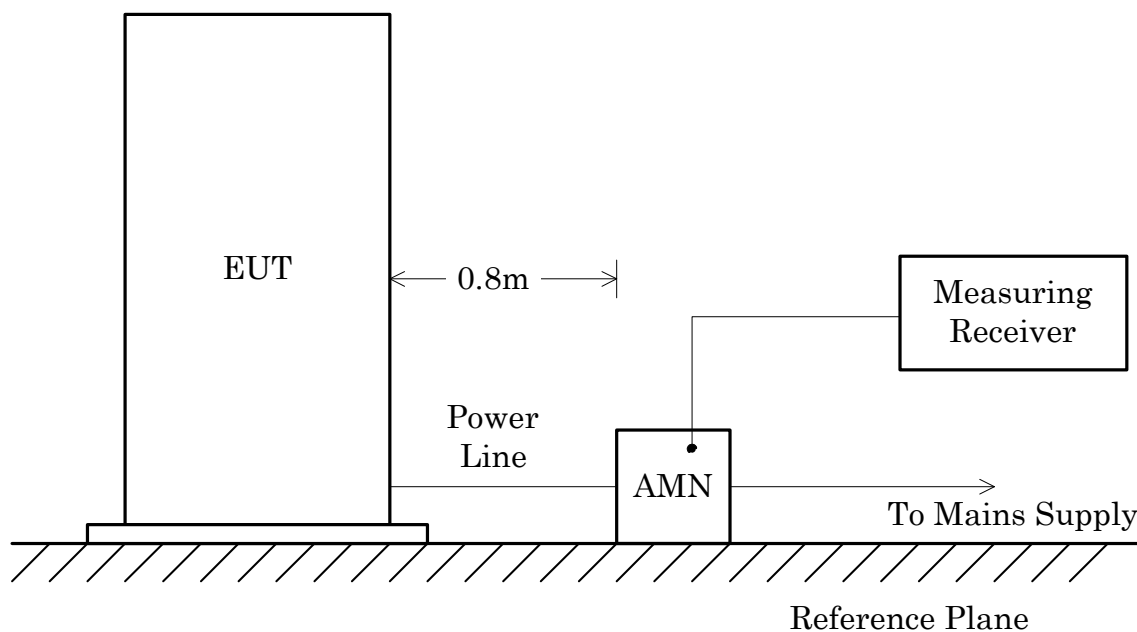 EUT
0.8m
Measuring
Receiver
Power
Line
AMN
To Mains Supply
Reference Plane